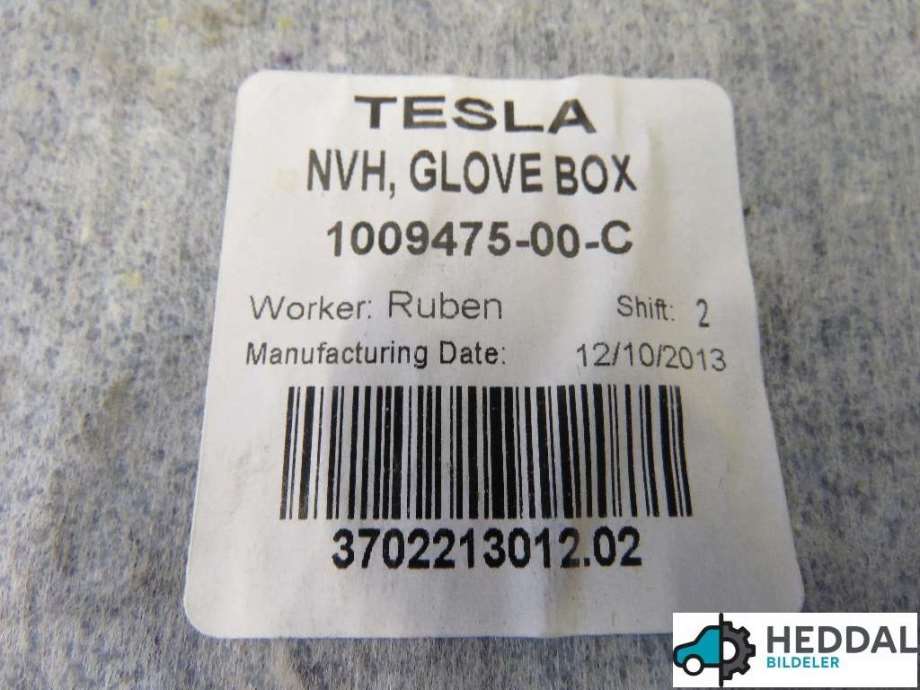 TESLA
NVH, GLOVE BOX
1009475-00-C
Worker: Ruben Shift: 2
Manufacturing Date: 12/10/2013
3702213012.02
HEDDAL
BILDELER